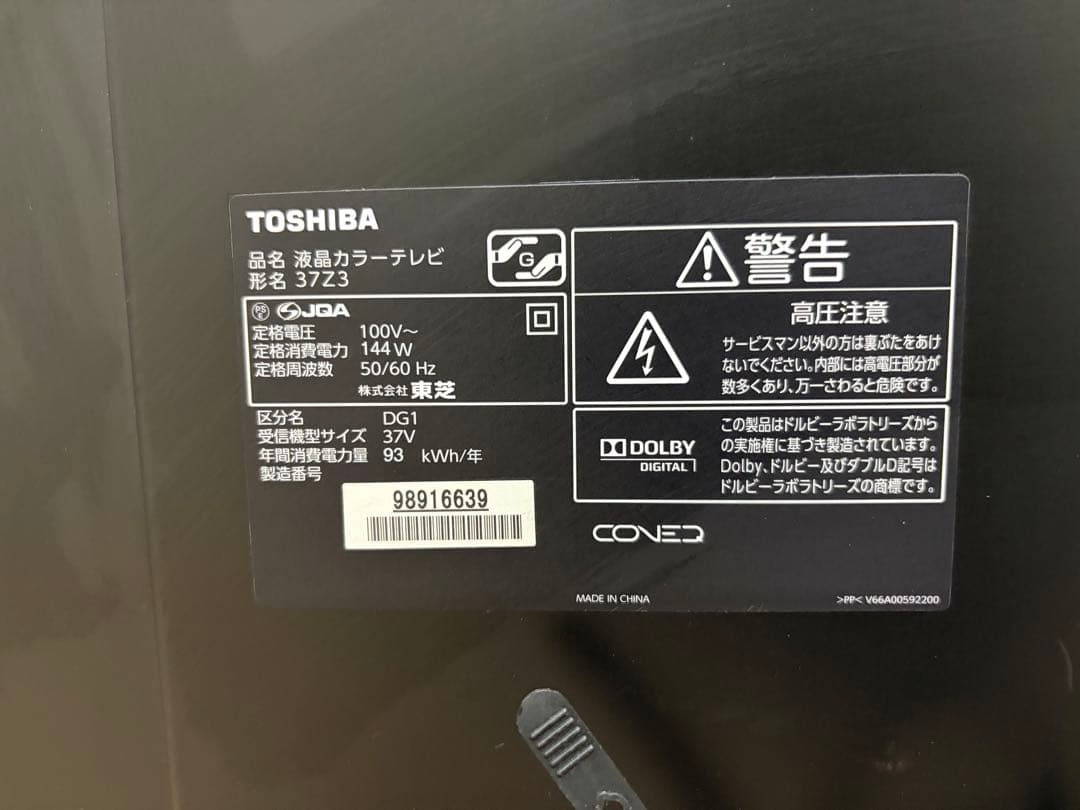 TOSHIBA
品名 液晶カラーテレビ
形名 37Z3
G
PS
E
JQA
定格電圧 100V～
定格消費電力 144W
定格周波数 50/60 Hz
株式会社 東芝
区分名 DG1
受信機型サイズ 37V
年間消費電力量 93 kWh/年
製造番号
98916639
警告
高圧注意
サービスマン以外の方は裏ぶたをあけ
ないでください。内部には高電圧部分が
数多くあり、万一さわると危険です。
DOLBY
DIGITAL
この製品はドルビーラボラトリーズから
の実施権に基づき製造されています。
Dolby、ドルビー及びダブルD記号は
ドルビーラボラトリーズの商標です。
CONEQ
MADE IN CHINA
>PP< V66A00592200